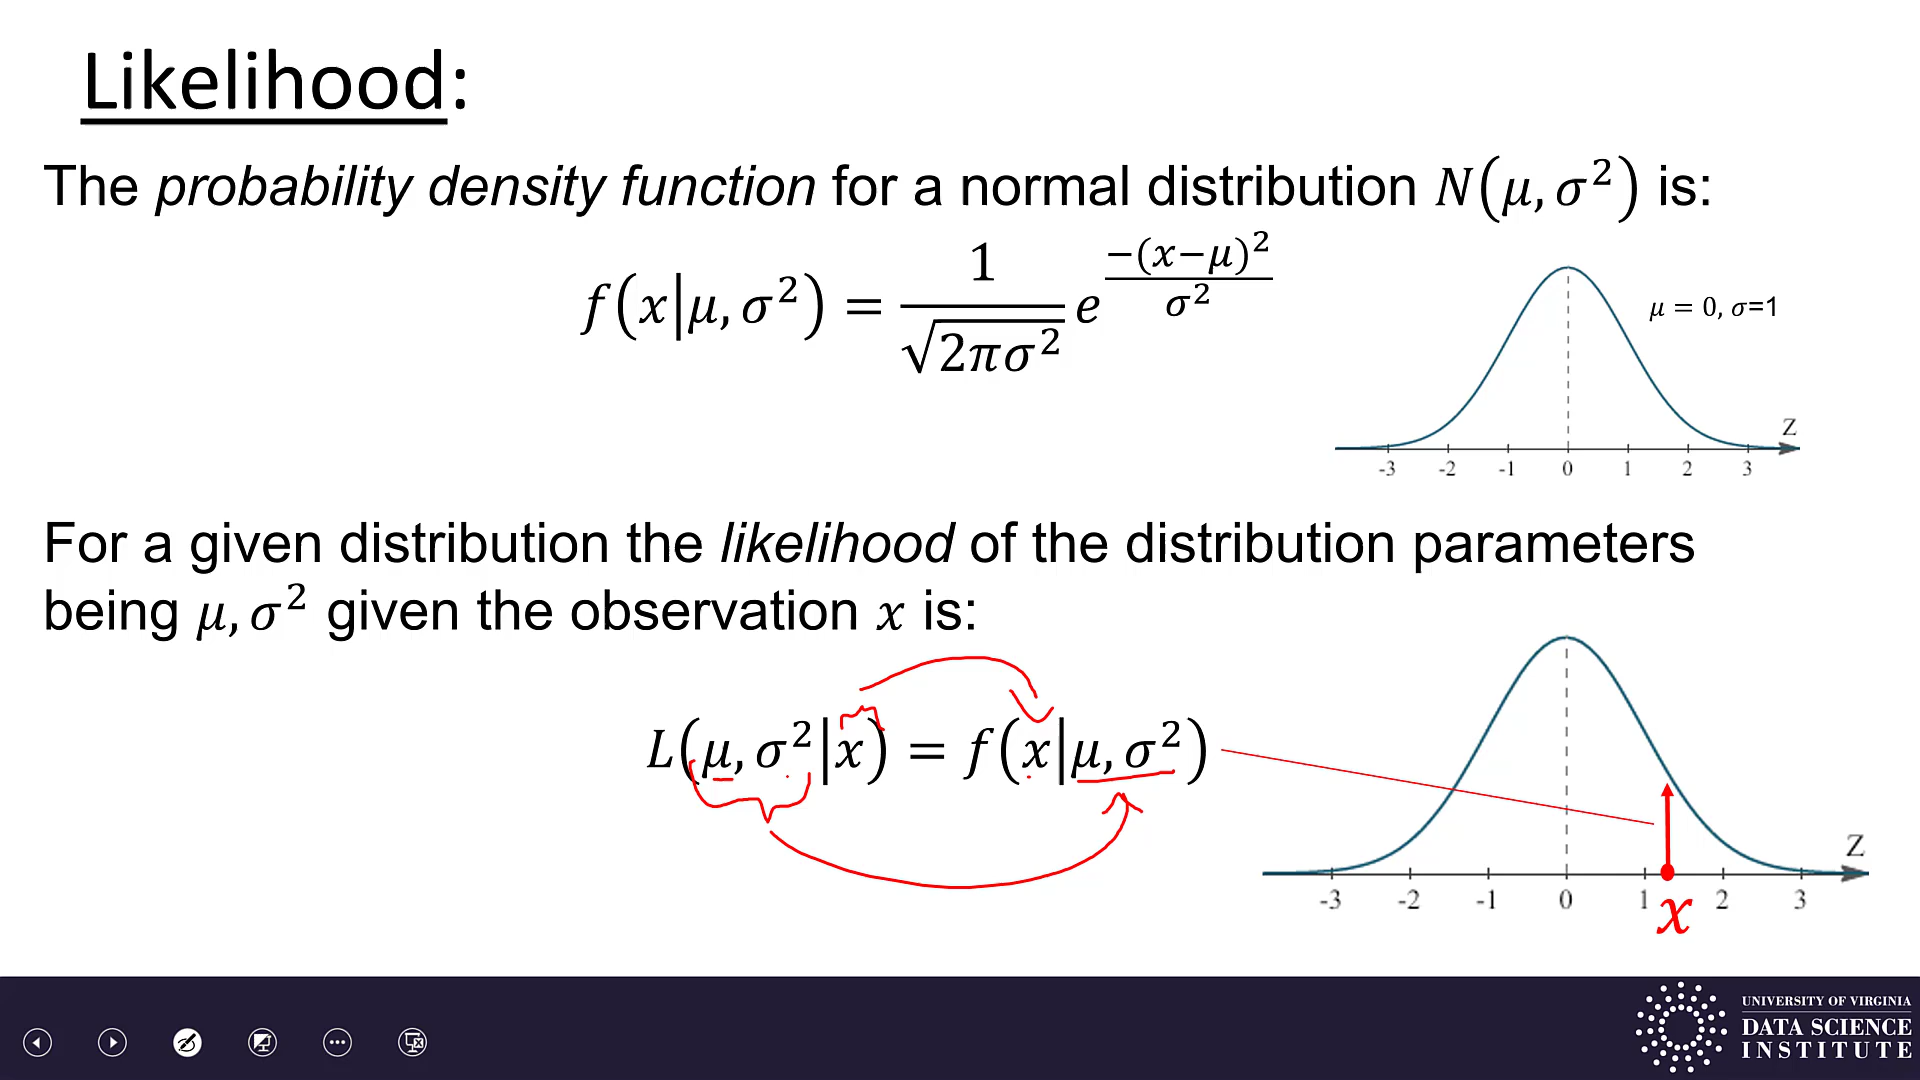 Likelihood:
The probability density function for a normal distribution N(μ, σ²) is:
f(x|μ, σ²) = 1/√(2πσ²) e^(−(x−μ)²/σ²)
μ = 0, σ=1
Z
-3 -2 -1 0 1 2 3
For a given distribution the likelihood of the distribution parameters
being μ, σ² given the observation x is:
L(μ, σ²|x) = f(x|μ, σ²)
Z
-3 -2 -1 0 1 2 3
x
UNIVERSITY OF VIRGINIA
DATA SCIENCE
INSTITUTE